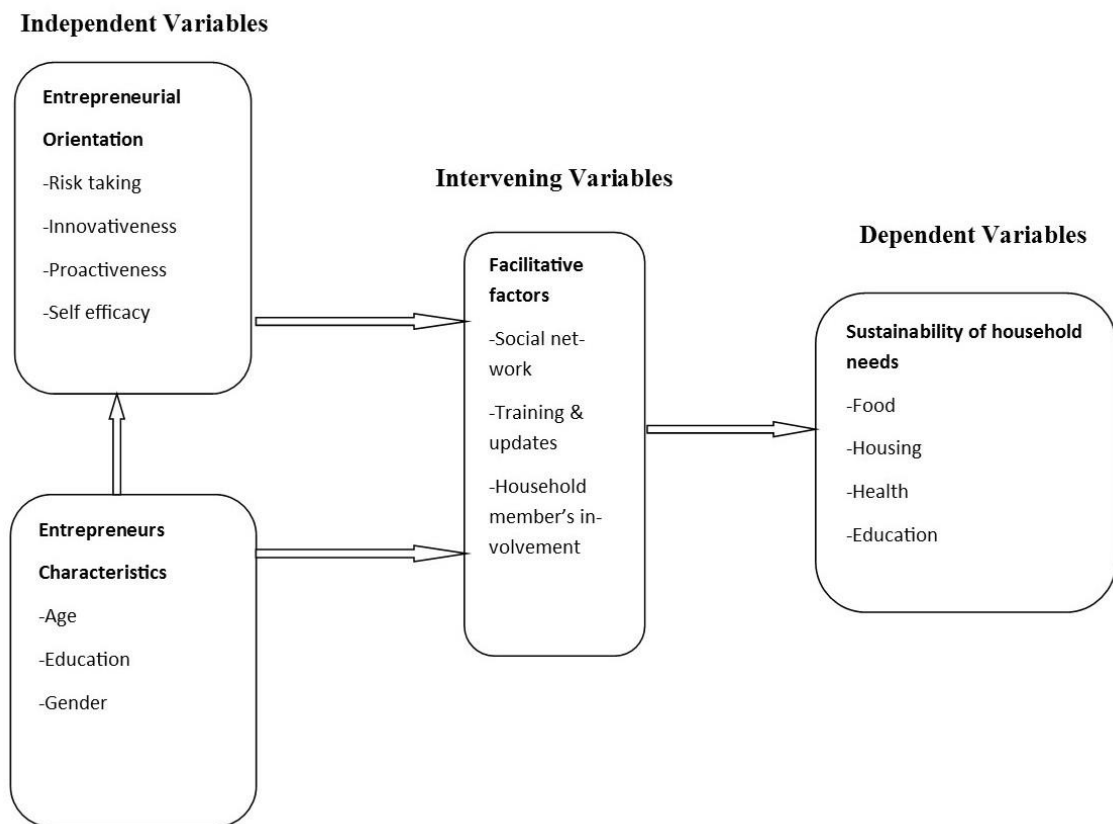 Independent Variables
Entrepreneurial
Orientation
-Risk taking
-Innovativeness
-Proactiveness
-Self efficacy
Entrepreneurs
Characteristics
-Age
-Education
-Gender
Intervening Variables
Facilitative
factors
-Social net-
work
-Training &
updates
-Household
member’s in-
volvement
Dependent Variables
Sustainability of household
needs
-Food
-Housing
-Health
-Education